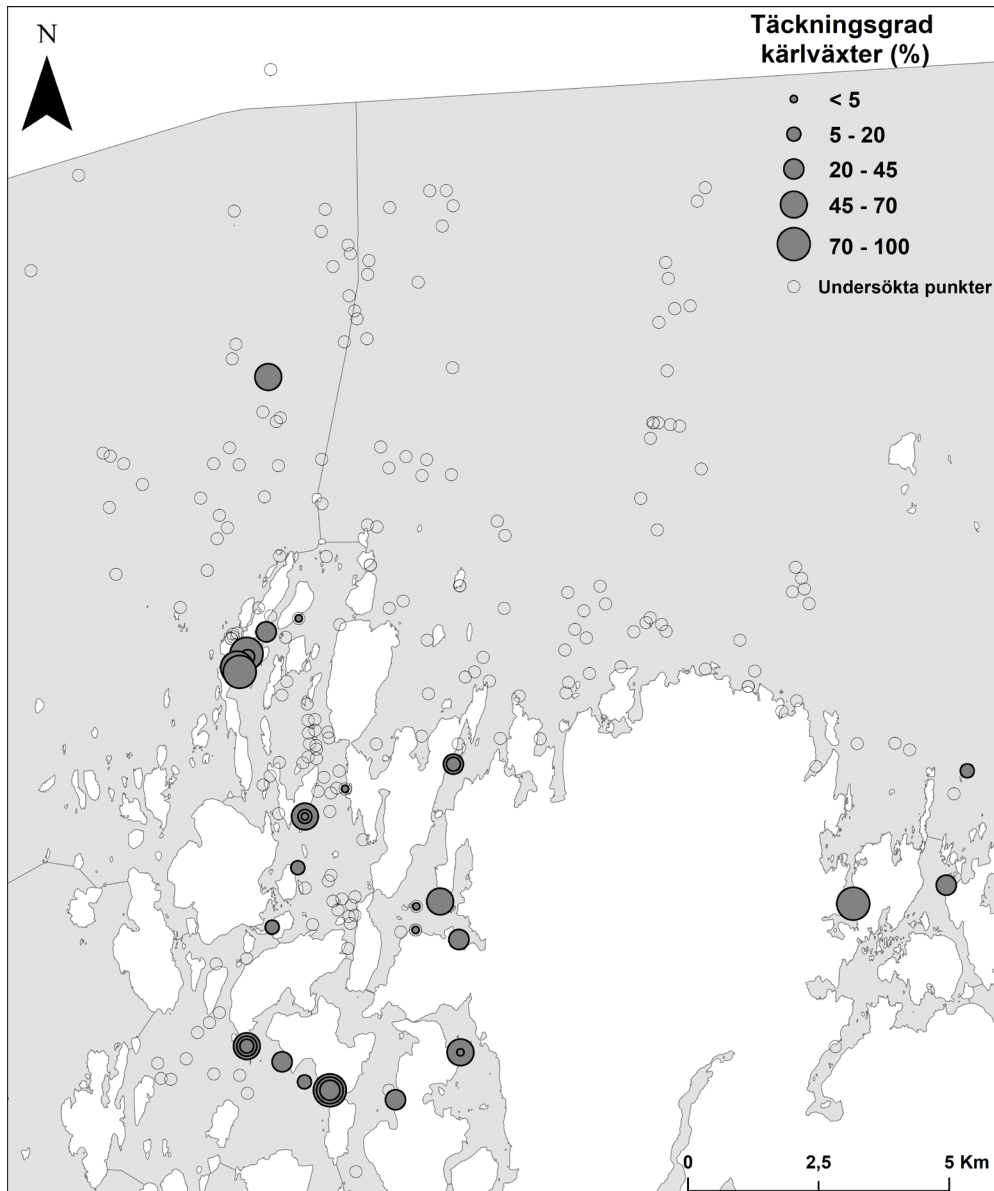 N
Täckningsgrad
kärlväxter (%)
< 5
5 - 20
20 - 45
45 - 70
70 - 100
Undersökta punkter
0 2,5 5 Km